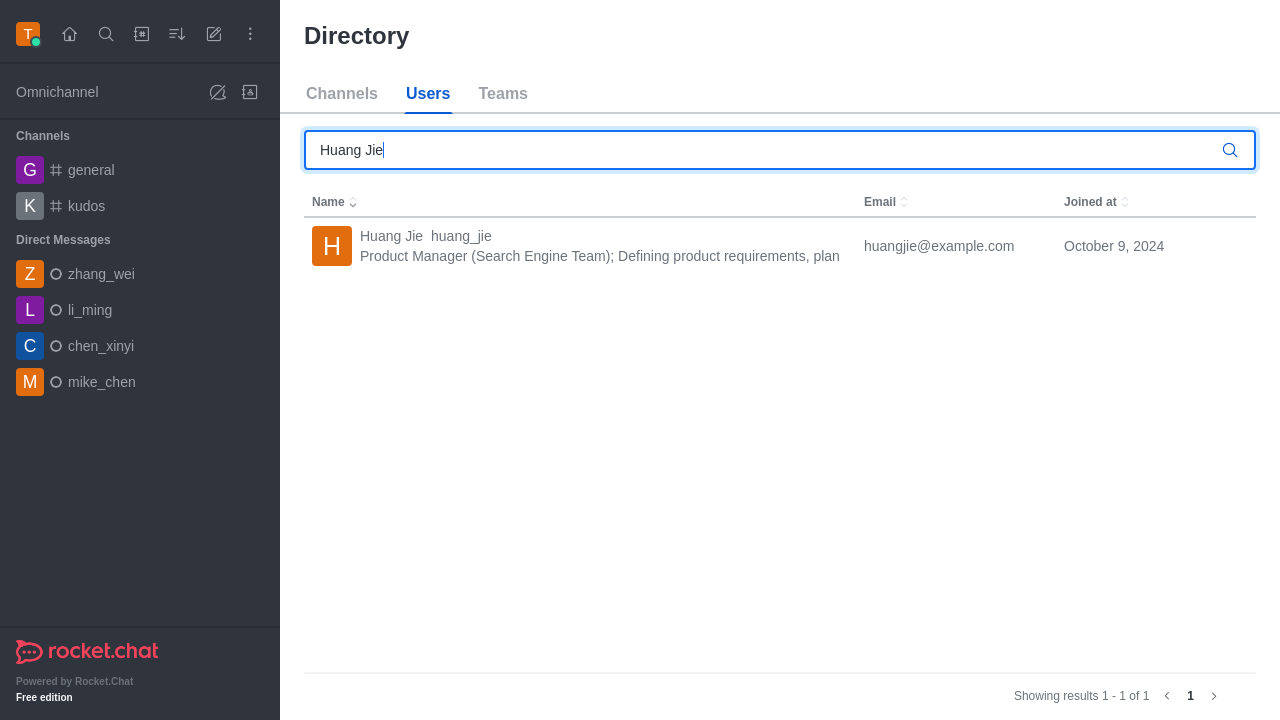 T
Directory
Omnichannel
Channels
G general
K kudos
Direct Messages
Z zhang_wei
L li_ming
C chen_xinyi
M mike_chen
rocket.chat
Powered by Rocket.Chat
Free edition
Channels Users Teams
Huang Jie
Name Email Joined at
H Huang Jie huang_jie
Product Manager (Search Engine Team); Defining product requirements, plan
huangjie@example.com October 9, 2024
Showing results 1 - 1 of 1 1